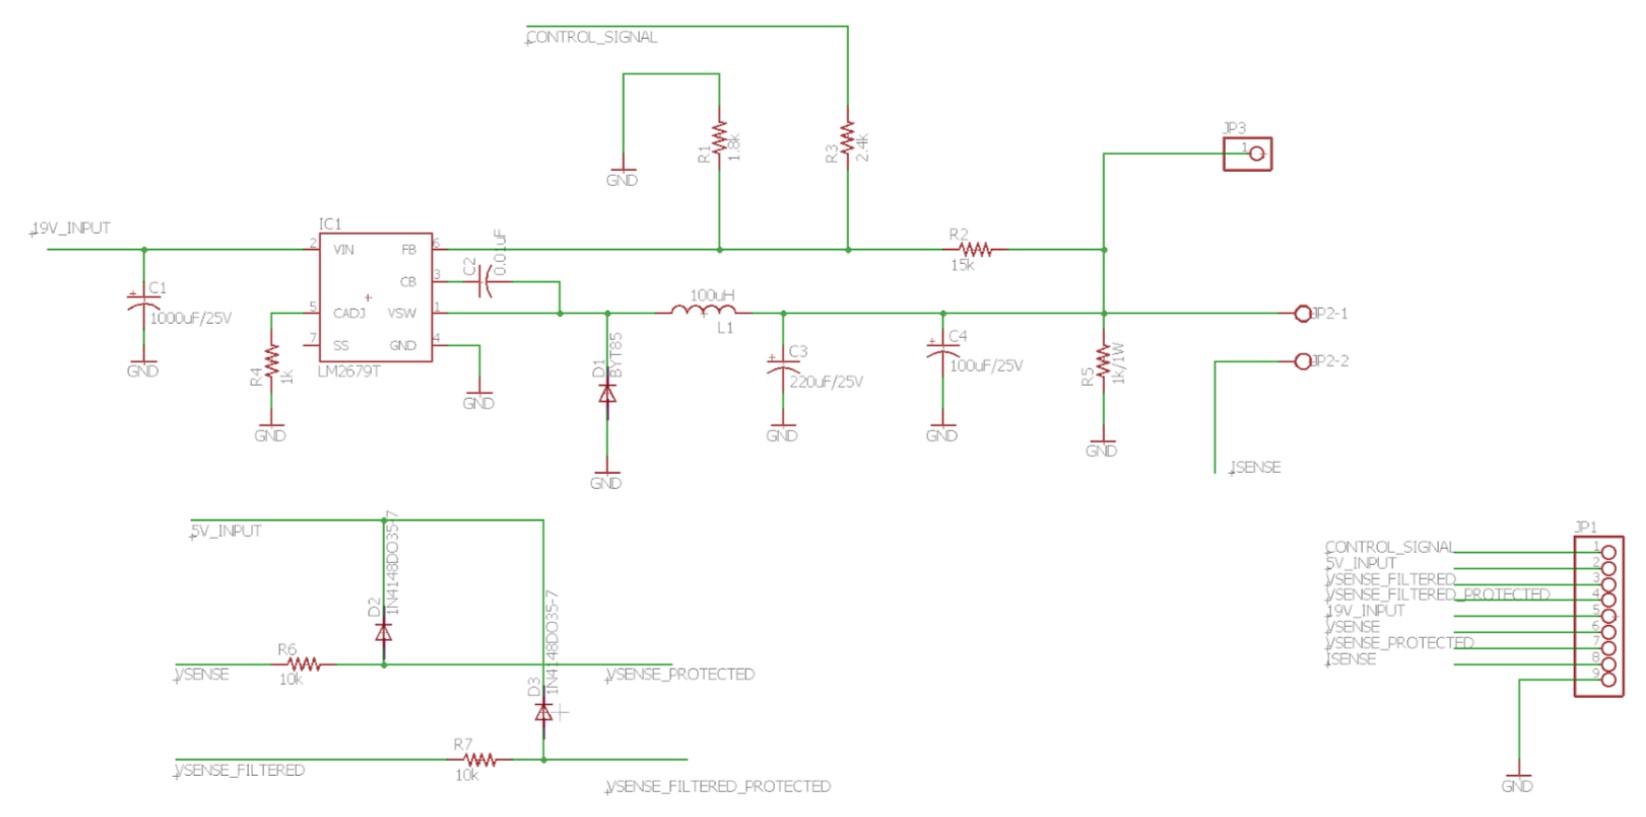 CONTROL_SIGNAL
R1
1.8k
R3
2.4k
GND
JP3
1
19V_INPUT
IC1
2
VIN
FB
6
CB
3
5
CADJ
VSW
1
7
SS
GND
4
LM2679T
C1
1000uF/25V
GND
R4
1k
GND
C2
GND
R2
15k
100uH
L1
D1
BYT85
GND
C3
220uF/25V
GND
C4
100uF/25V
GND
R5
1k/1W
GND
JP2-1
JP2-2
ISENSE
5V_INPUT
D2
1N4148DO35-7
D3
1N4148DO35-7
R6
10k
VSENSE
VSENSE_PROTECTED
R7
10k
VSENSE_FILTERED
VSENSE_FILTERED_PROTECTED
JP1
CONTROL_SIGNAL 1
5V_INPUT 2
VSENSE_FILTERED 3
VSENSE_FILTERED_PROTECTED 4
19V_INPUT 5
VSENSE 6
VSENSE_PROTECTED 7
ISENSE 8
9
GND